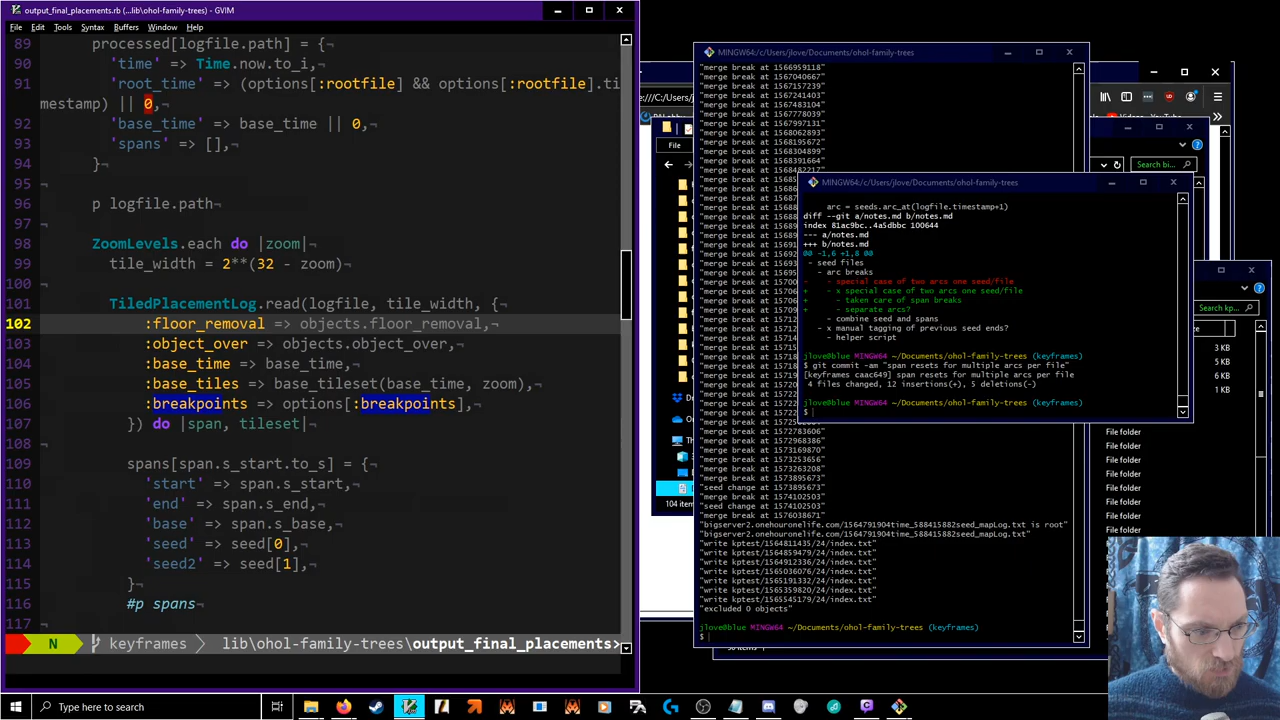 output_final_placements.rb (...lib\ohol-family-trees) - GVIM
File Edit Tools Syntax Buffers Window Help
89 processed[logfile.path] = {¬
90 'time' => Time.now.to_i,¬
91 'root_time' => (options[:rootfile] && options[:rootfile].ti
mestamp) || 0,¬
92 'base_time' => base_time || 0,¬
93 'spans' => [],¬
94 }¬
95 ¬
96 p logfile.path¬
97 ¬
98 ZoomLevels.each do |zoom|¬
99 tile_width = 2**(32 - zoom)¬
100 ¬
101 TiledPlacementLog.read(logfile, tile_width, {¬
102 :floor_removal => objects.floor_removal,¬
103 :object_over => objects.object_over,¬
104 :base_time => base_time,¬
105 :base_tiles => base_tileset(base_time, zoom),¬
106 :breakpoints => options[:breakpoints],¬
107 }) do |span, tileset|¬
108 ¬
109 spans[span.s_start.to_s] = {¬
110 'start' => span.s_start,¬
111 'end' => span.s_end,¬
112 'base' => span.s_base,¬
113 'seed' => seed[0],¬
114 'seed2' => seed[1],¬
115 }¬
116 #p spans¬
117
N keyframes lib\ohol-family-trees\output_final_placements>
MINGW64:/c/Users/jlove/Documents/ohol-family-trees
"merge break at 1566959118"
"merge break at 1567040667"
"merge break at 1567157239"
"merge break at 1567241403"
"merge break at 1567483104"
"merge break at 1567778039"
"merge break at 1567997131"
"merge break at 1568062893"
"merge break at 1568195672"
"merge break at 1568304899"
"merge break at 1568391664"
"merge break at 1568482217"
MINGW64:/c/Users/jlove/Documents/ohol-family-trees
arc = seeds.arc_at(logfile.timestamp+1)
diff --git a/notes.md b/notes.md
index 81ac9bc..4a5dbbc 100644
--- a/notes.md
+++ b/notes.md
@@ -1,6 +1,8 @@
- seed files
- arc breaks
- - special case of two arcs one seed/file
+ - x special case of two arcs one seed/file
+ - taken care of span breaks
+ - separate arcs?
- combine seed and spans
- x manual tagging of previous seed ends?
- helper script
jlove@blue MINGW64 ~/Documents/ohol-family-trees (keyframes)
$ git commit -am "span resets for multiple arcs per file"
[keyframes caac649] span resets for multiple arcs per file
4 files changed, 12 insertions(+), 5 deletions(-)
jlove@blue MINGW64 ~/Documents/ohol-family-trees (keyframes)
$
"merge break at 1572783606"
"merge break at 1572968386"
"merge break at 1573253656"
"merge break at 1573263208"
"merge break at 1573895673"
"seed change at 1573895673"
"merge break at 1574102503"
"seed change at 1574102503"
"merge break at 1576038671"
"bigserver2.onehouronelife.com/1564791904time_588415882seed_mapLog.txt is root"
"bigserver2.onehouronelife.com/1564791904time_588415882seed_mapLog.txt"
"write kptest/1564811435/24/index.txt"
"write kptest/1564859479/24/index.txt"
"write kptest/1564912336/24/index.txt"
"write kptest/1565036076/24/index.txt"
"write kptest/1565191332/24/index.txt"
"write kptest/1565359820/24/index.txt"
"write kptest/1565545179/24/index.txt"
"excluded 0 objects"
jlove@blue MINGW64 ~/Documents/ohol-family-trees (keyframes)
$
File
Search bi...
Search kp...
3 KB
5 KB
6 KB
1 KB
File folder
File folder
File folder
File folder
File folder
File folder
File folder
File folder
104 item
Type here to search